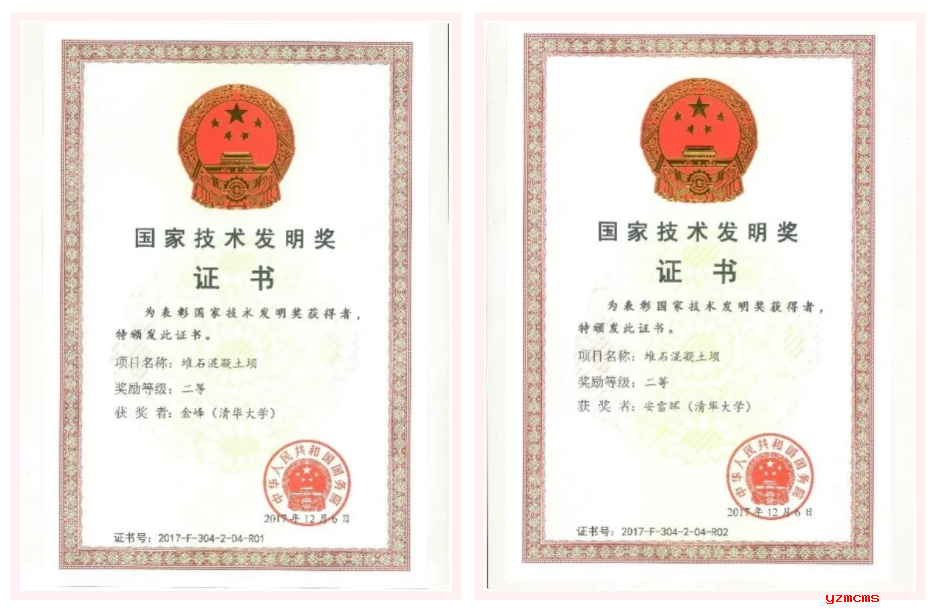 国家技术发明奖
证书
为表彰国家技术发明奖获得者，
特颁发此证书。
项目名称：堆石混凝土坝
奖励等级：二等
获奖者：金峰（清华大学）
中华人民共和国国务院
2017年12月6日
证书号：2017-F-304-2-04-R01
国家技术发明奖
证书
为表彰国家技术发明奖获得者，
特颁发此证书。
项目名称：堆石混凝土坝
奖励等级：二等
获奖者：安雪晖（清华大学）
中华人民共和国国务院
2017年12月6日
证书号：2017-F-304-2-04-R02
yzmcms